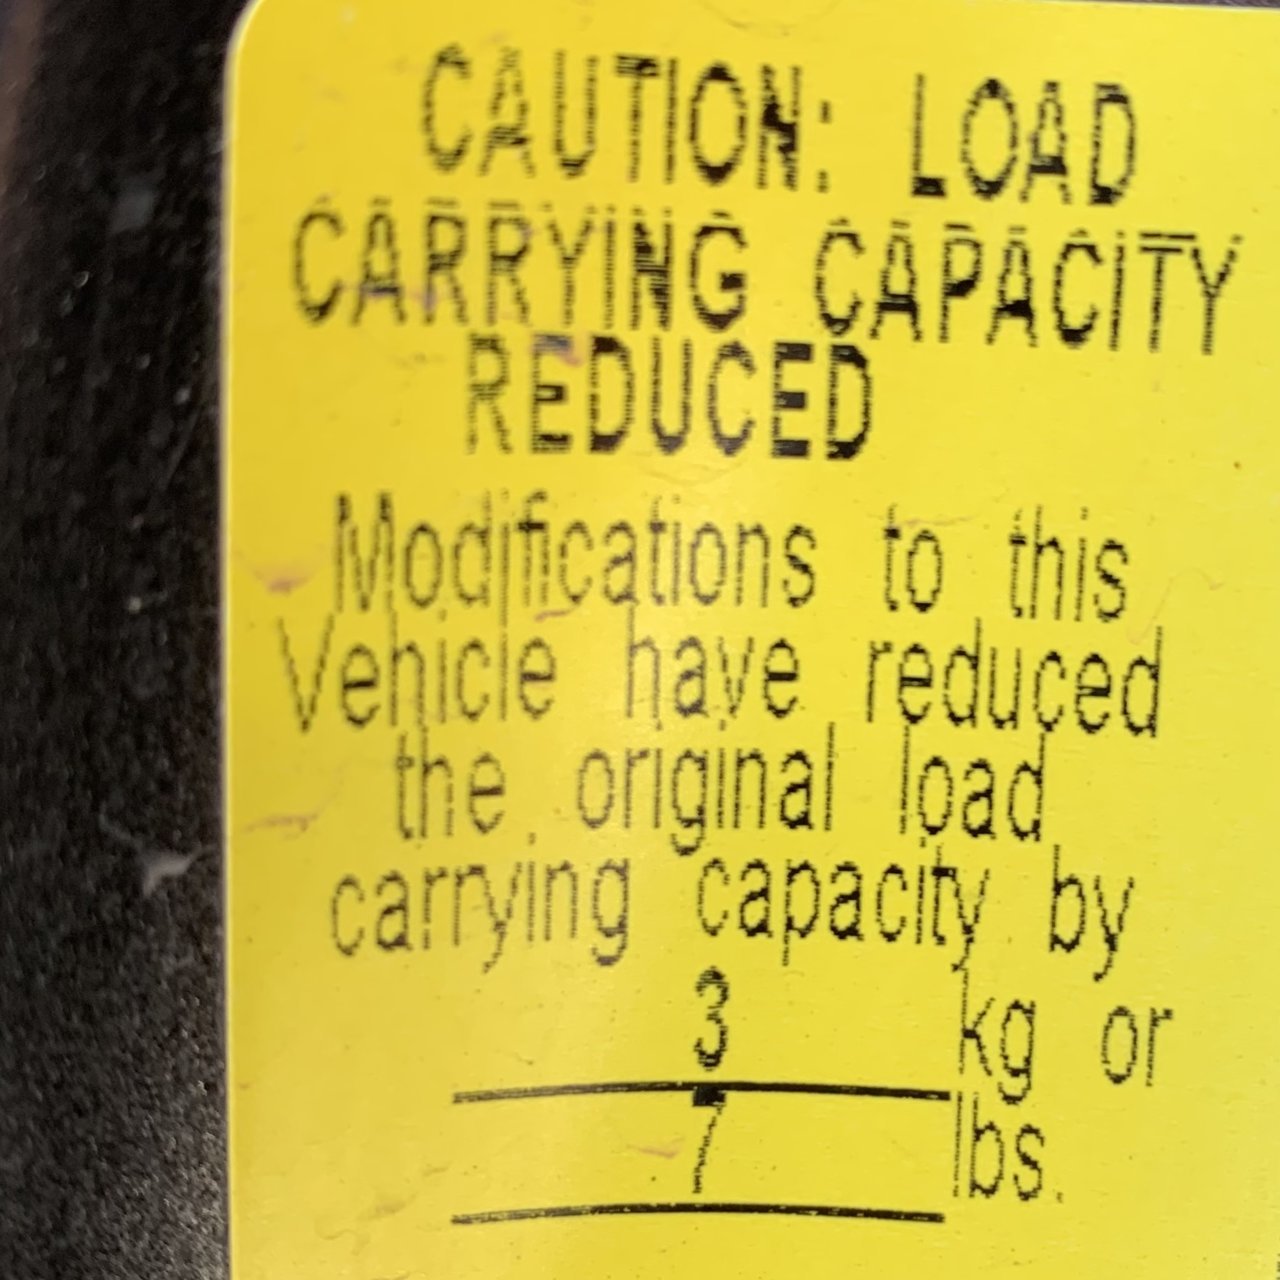 CAUTION: LOAD
CARRYING CAPACITY
REDUCED
Modifications to this
Vehicle have reduced
the original load
carrying capacity by
3 kg or
7 lbs.